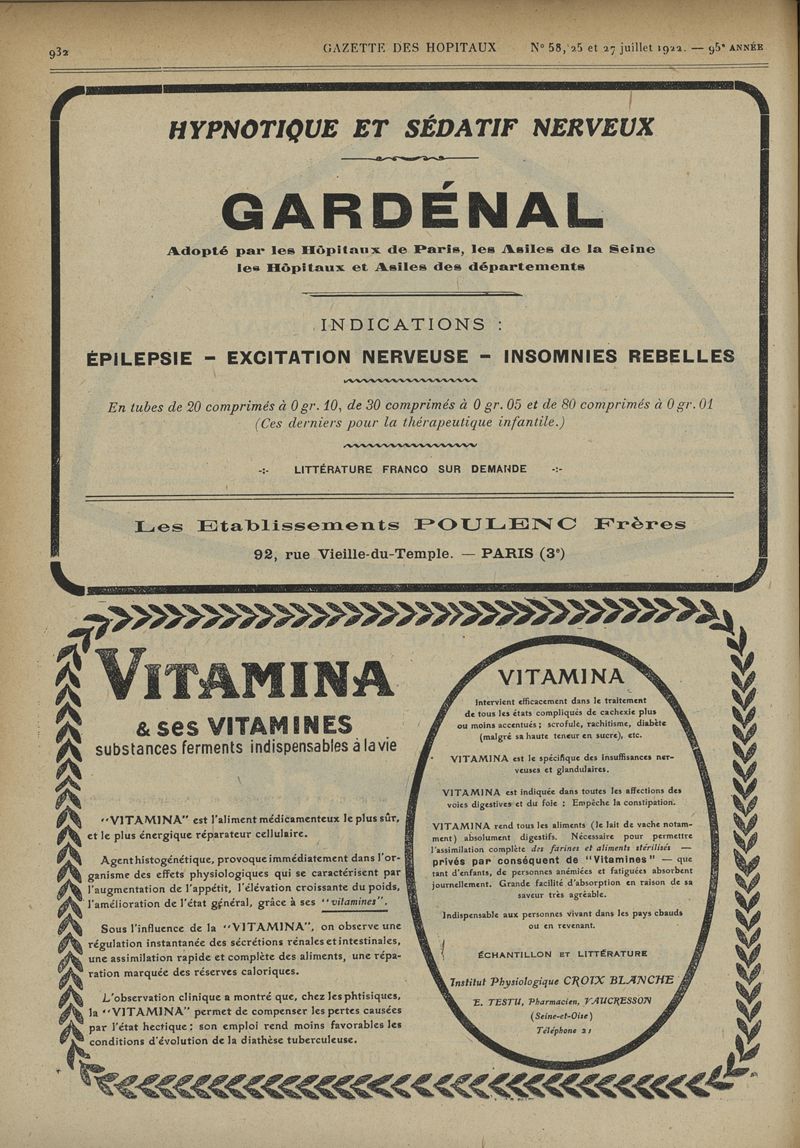 932
GAZETTE DES HOPITAUX N° 58, 25 et 27 juillet 1922. — 95e ANNÉE
HYPNOTIQUE ET SÉDATIF NERVEUX
GARDÉNAL
Adopté par les Hôpitaux de Paris, les Asiles de la Seine
les Hôpitaux et Asiles des départements
INDICATIONS :
ÉPILEPSIE - EXCITATION NERVEUSE - INSOMNIES REBELLES
En tubes de 20 comprimés à 0 gr. 10, de 30 comprimés à 0 gr. 05 et de 80 comprimés à 0 gr. 01
(Ces derniers pour la thérapeutique infantile.)
-:- LITTÉRATURE FRANCO SUR DEMANDE -:-
Les Etablissements POULENC Frères
92, rue Vieille-du-Temple. — PARIS (3e)
VITAMINA
& ses VITAMINES
substances ferments indispensables à la vie
"VITAMINA" est l'aliment médicamenteux le plus sûr,
et le plus énergique réparateur cellulaire.
Agent histogénétique, provoque immédiatement dans l'or-
ganisme des effets physiologiques qui se caractérisent par
l'augmentation de l'appétit, l'élévation croissante du poids,
l'amélioration de l'état général, grâce à ses "vitamines".
Sous l'influence de la "VITAMINA", on observe une
régulation instantanée des sécrétions rénales et intestinales,
une assimilation rapide et complète des aliments, une répa-
ration marquée des réserves caloriques.
L'observation clinique a montré que, chez les phtisiques,
la "VITAMINA" permet de compenser les pertes causées
par l'état hectique ; son emploi rend moins favorables les
conditions d'évolution de la diathèse tuberculeuse.
VITAMINA
intervient efficacement dans le traitement
de tous les états compliqués de cachexie plus
ou moins accentués ; scrofule, rachitisme, diabète
(malgré sa haute teneur en sucre), etc.
VITAMINA est le spécifique des insuffisances ner-
veuses et glandulaires.
VITAMINA est indiquée dans toutes les affections des
voies digestives et du foie : Empêche la constipation.
VITAMINA rend tous les aliments (le lait de vache notam-
ment) absolument digestifs. Nécessaire pour permettre
l'assimilation complète des farines et aliments stérilisés —
privés par conséquent de "Vitamines" — que
tant d'enfants, de personnes anémiées et fatiguées absorbent
journellement. Grande facilité d'absorption en raison de sa
saveur très agréable.
Indispensable aux personnes vivant dans les pays chauds
ou en revenant.
ÉCHANTILLON ET LITTÉRATURE
Institut Physiologique CROIX BLANCHE
E. TESTU, Pharmacien, VAUCRESSON
(Seine-et-Oise)
Téléphone 21